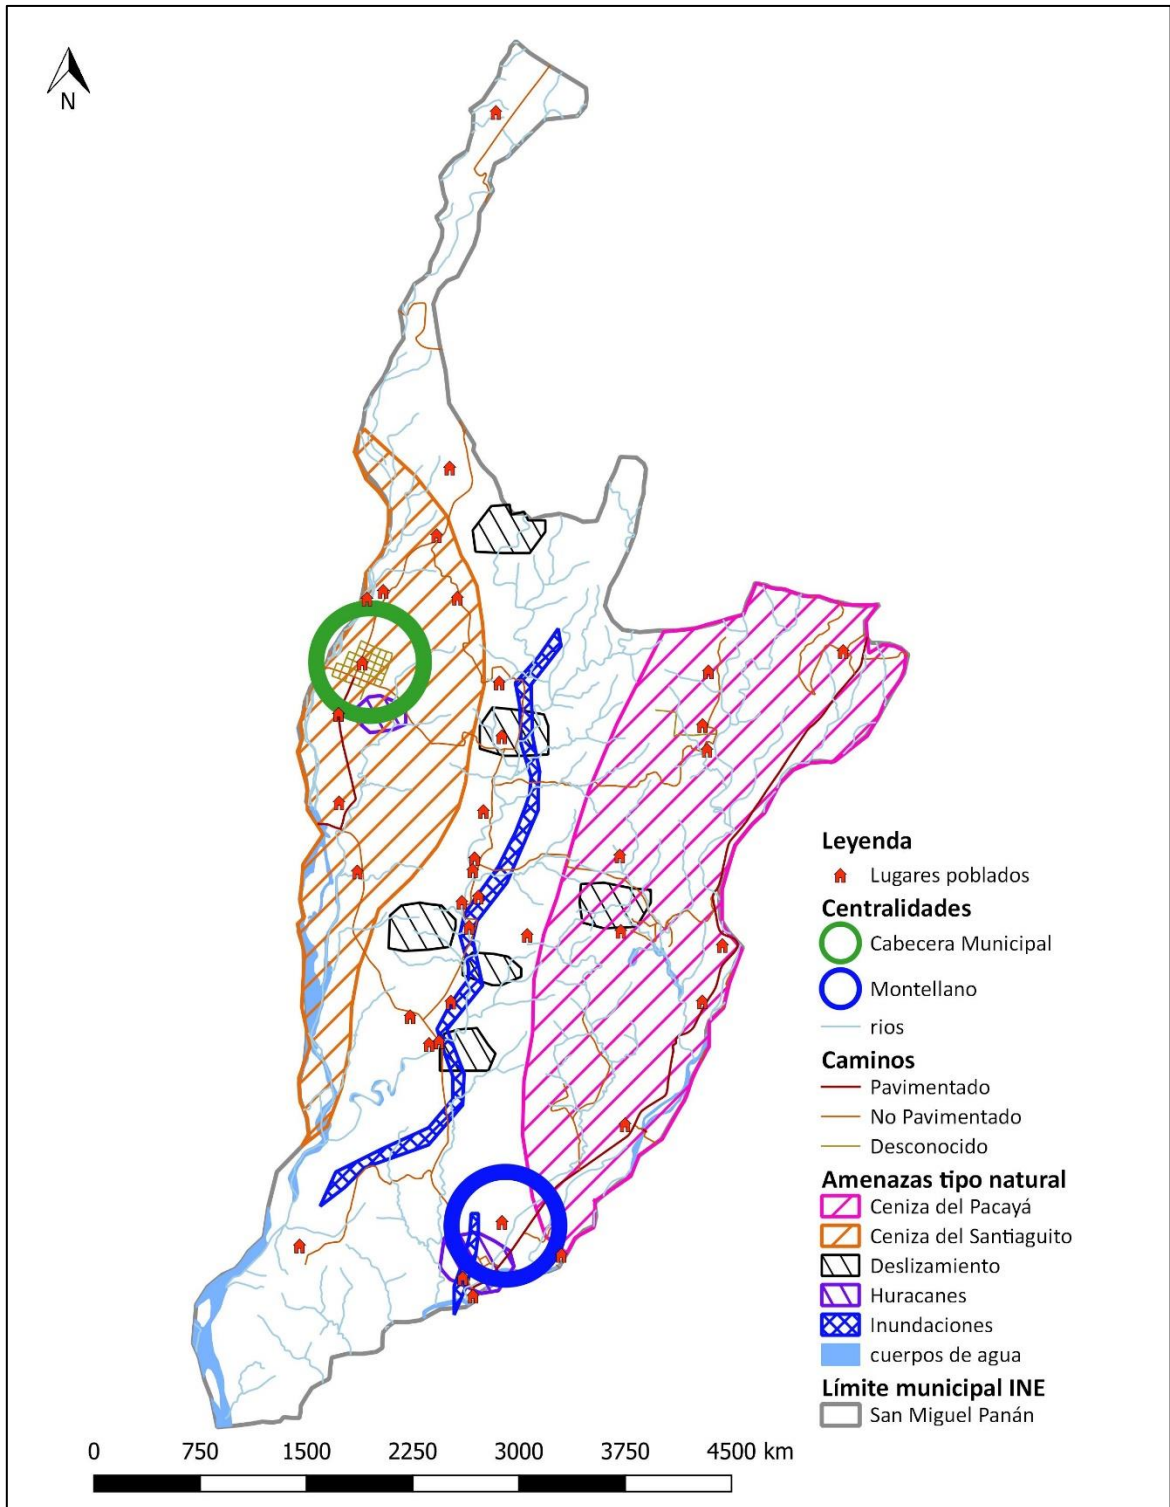 N
Leyenda
Lugares poblados
Centralidades
Cabecera Municipal
Montellano
rios
Caminos
Pavimentado
No Pavimentado
Desconocido
Amenazas tipo natural
Ceniza del Pacayá
Ceniza del Santiaguito
Deslizamiento
Huracanes
Inundaciones
cuerpos de agua
Límite municipal INE
San Miguel Panán
0 750 1500 2250 3000 3750 4500 km